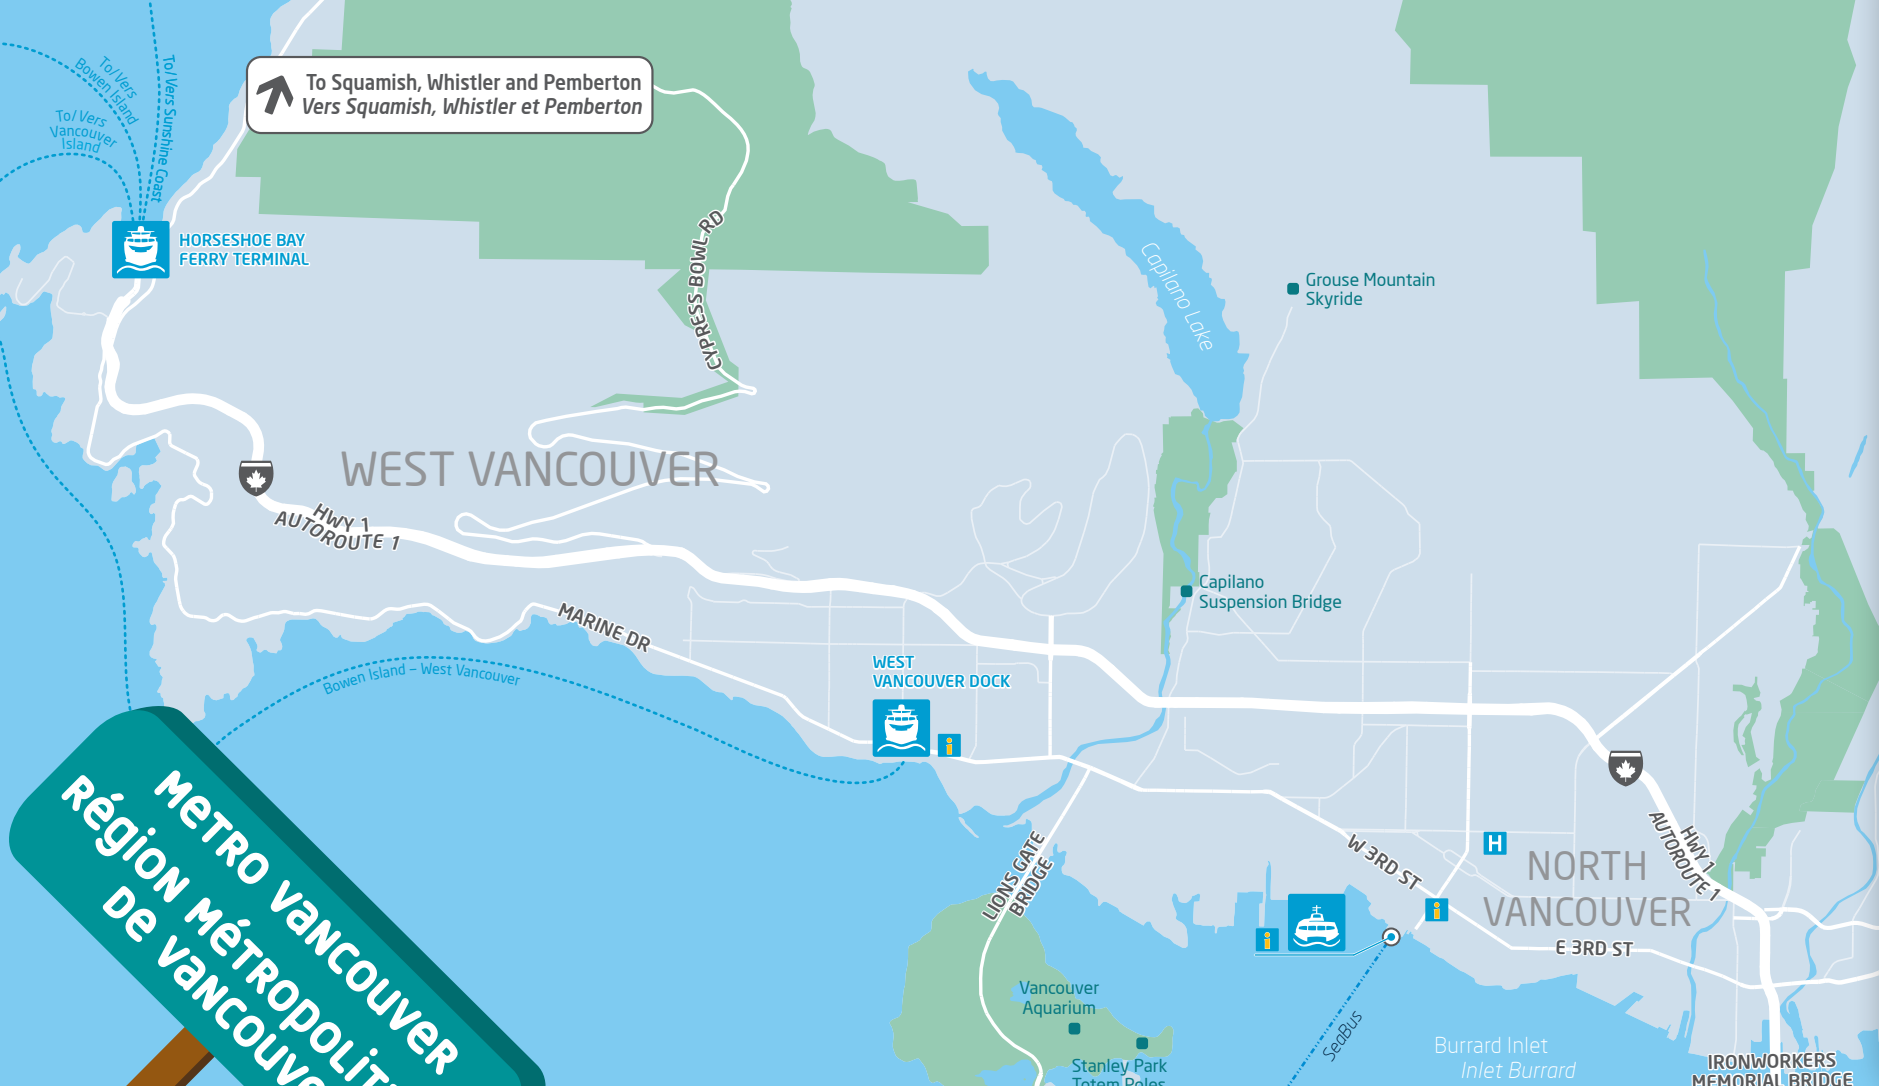 To/Vers
Bowen Island
To/Vers Sunshine Coast
To/Vers
Vancouver
Island
To Squamish, Whistler and Pemberton
Vers Squamish, Whistler et Pemberton
HORSESHOE BAY
FERRY TERMINAL
CYPRESS BOWL RD
Capilano Lake
Grouse Mountain
Skyride
WEST VANCOUVER
HWY 1
AUTOROUTE 1
Capilano
Suspension Bridge
MARINE DR
Bowen Island – West Vancouver
WEST
VANCOUVER DOCK
i
LIONS GATE
BRIDGE
W 3RD ST
H
NORTH
VANCOUVER
HWY 1
AUTOROUTE 1
i
i
E 3RD ST
Vancouver
Aquarium
Stanley Park
Totem Poles
SeaBus
Burrard Inlet
Inlet Burrard
IRONWORKERS
MEMORIAL BRIDGE
METRO VANCOUVER
RÉGION MÉTROPOLIT
DE VANCOUVE